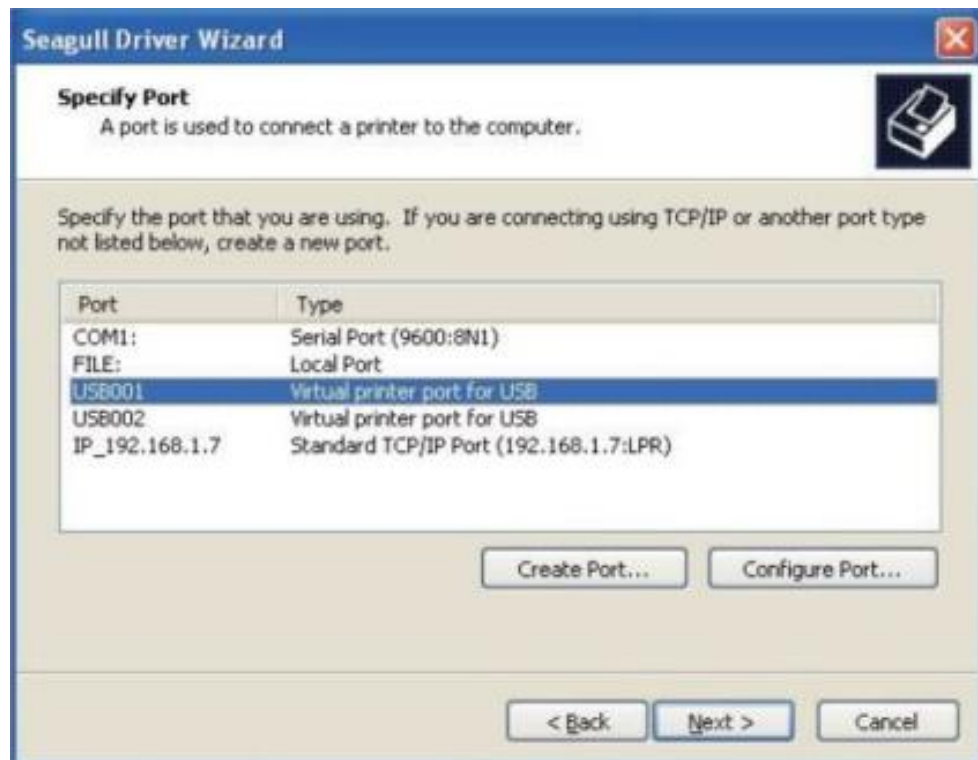 Seagull Driver Wizard
Specify Port
A port is used to connect a printer to the computer.
Specify the port that you are using. If you are connecting using TCP/IP or another port type
not listed below, create a new port.
Port Type
COM1: Serial Port (9600:8N1)
FILE: Local Port
USB001 Virtual printer port for USB
USB002 Virtual printer port for USB
IP_192.168.1.7 Standard TCP/IP Port (192.168.1.7:LPR)
Create Port... Configure Port...
< Back Next > Cancel